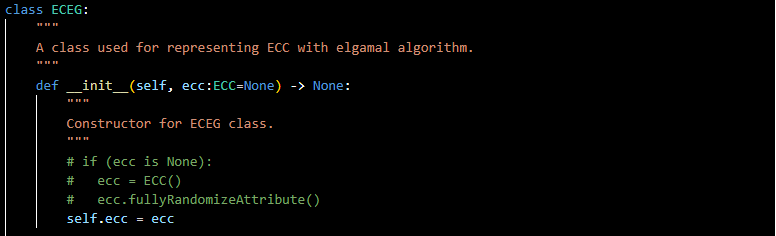 class ECEG:
    """
    A class used for representing ECC with elgamal algorithm.
    """
    def __init__(self, ecc:ECC=None) -> None:
        """
        Constructor for ECEG class.
        """
        # if (ecc is None):
        #   ecc = ECC()
        #   ecc.fullyRandomizeAttribute()
        self.ecc = ecc